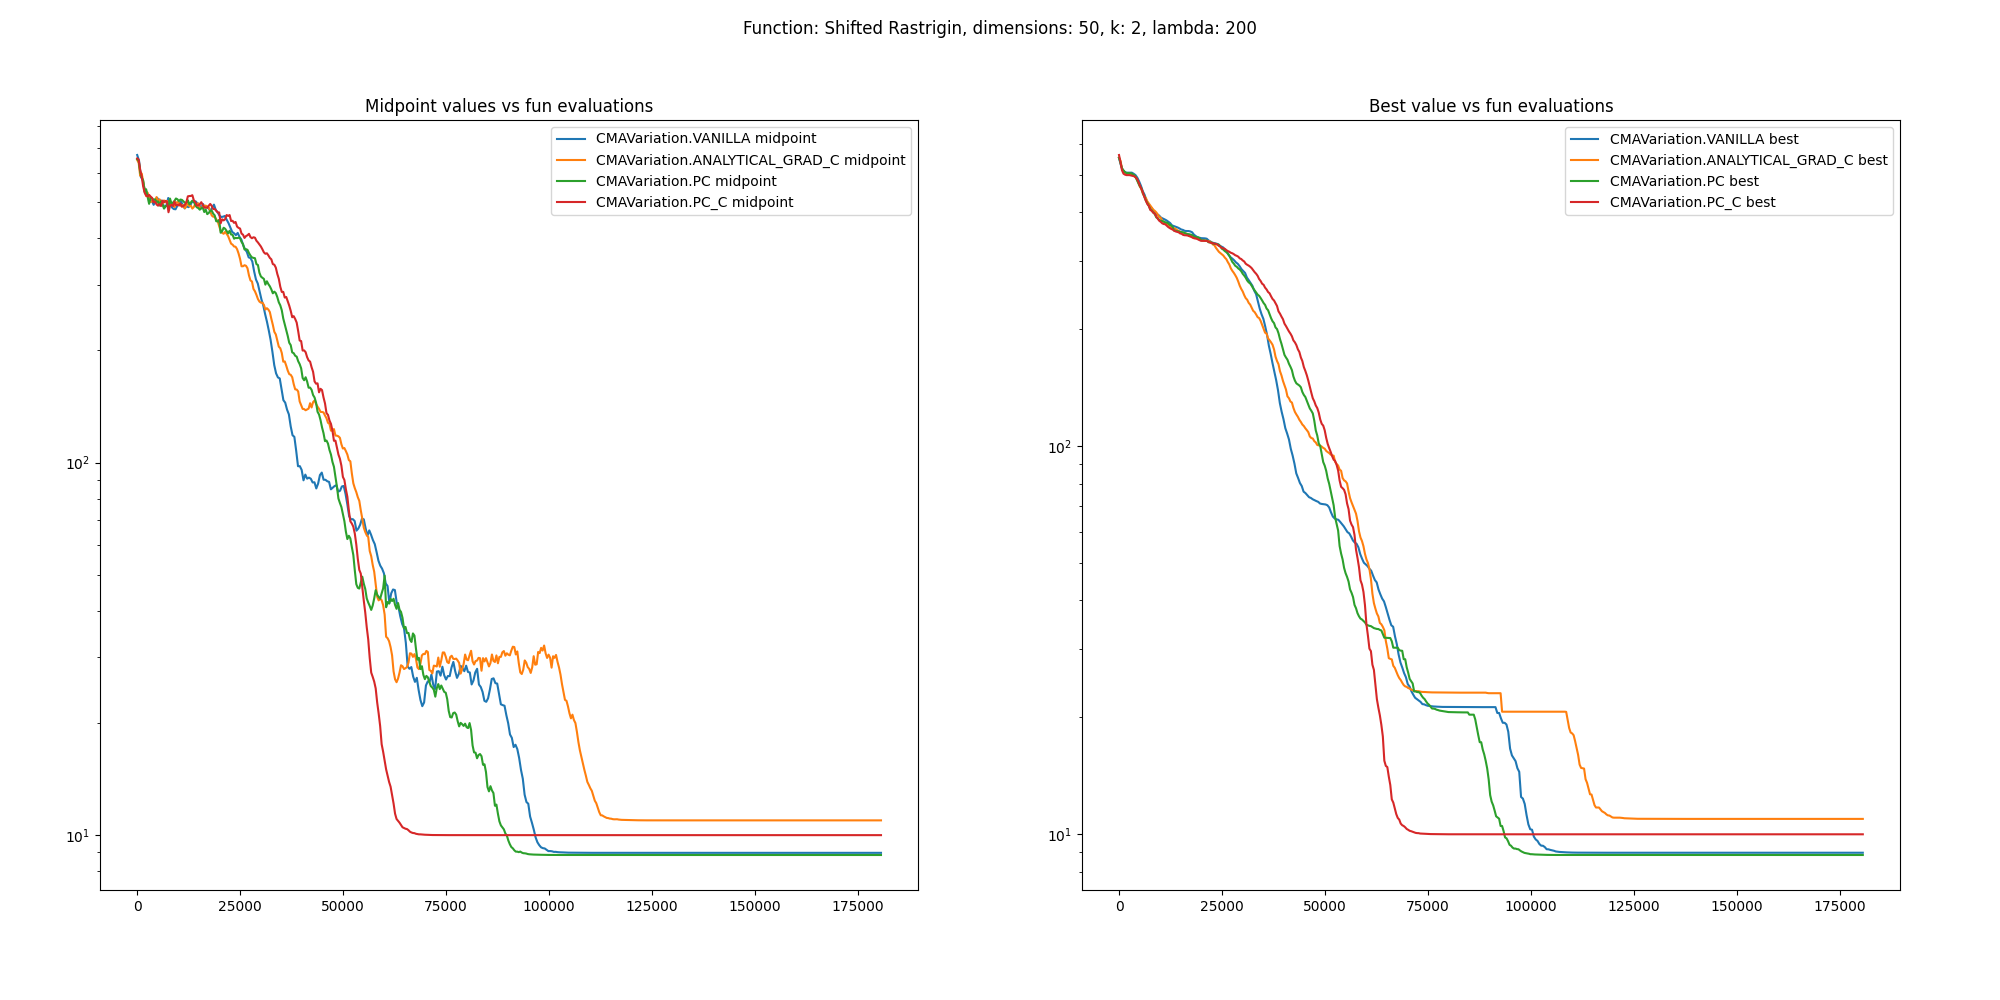 Function: Shifted Rastrigin, dimensions: 50, k: 2, lambda: 200
Midpoint values vs fun evaluations
CMAVariation.VANILLA midpoint
CMAVariation.ANALYTICAL_GRAD_C midpoint
CMAVariation.PC midpoint
CMAVariation.PC_C midpoint
10²
10¹
0 25000 50000 75000 100000 125000 150000 175000
Best value vs fun evaluations
CMAVariation.VANILLA best
CMAVariation.ANALYTICAL_GRAD_C best
CMAVariation.PC best
CMAVariation.PC_C best
10²
10¹
0 25000 50000 75000 100000 125000 150000 175000